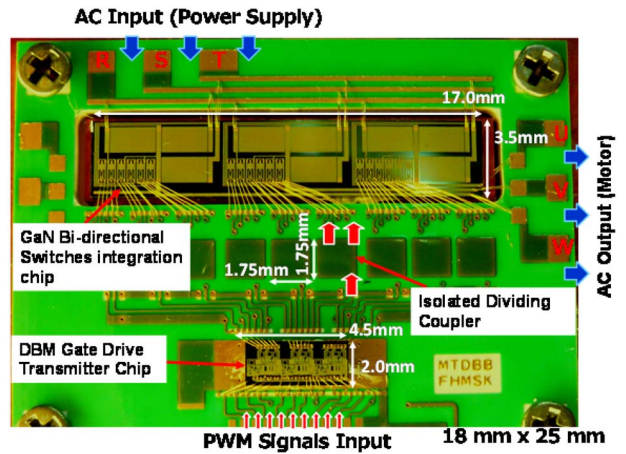 AC Input (Power Supply)
R S T
17.0mm
3.5mm
U
V
W
AC Output (Motor)
GaN Bi-directional
Switches integration
chip
1.75mm
1.75mm
Isolated Dividing
Coupler
4.5mm
DBM Gate Drive
Transmitter Chip
2.0mm
MTDBB
FHMSK
PWM Signals Input
18 mm x 25 mm